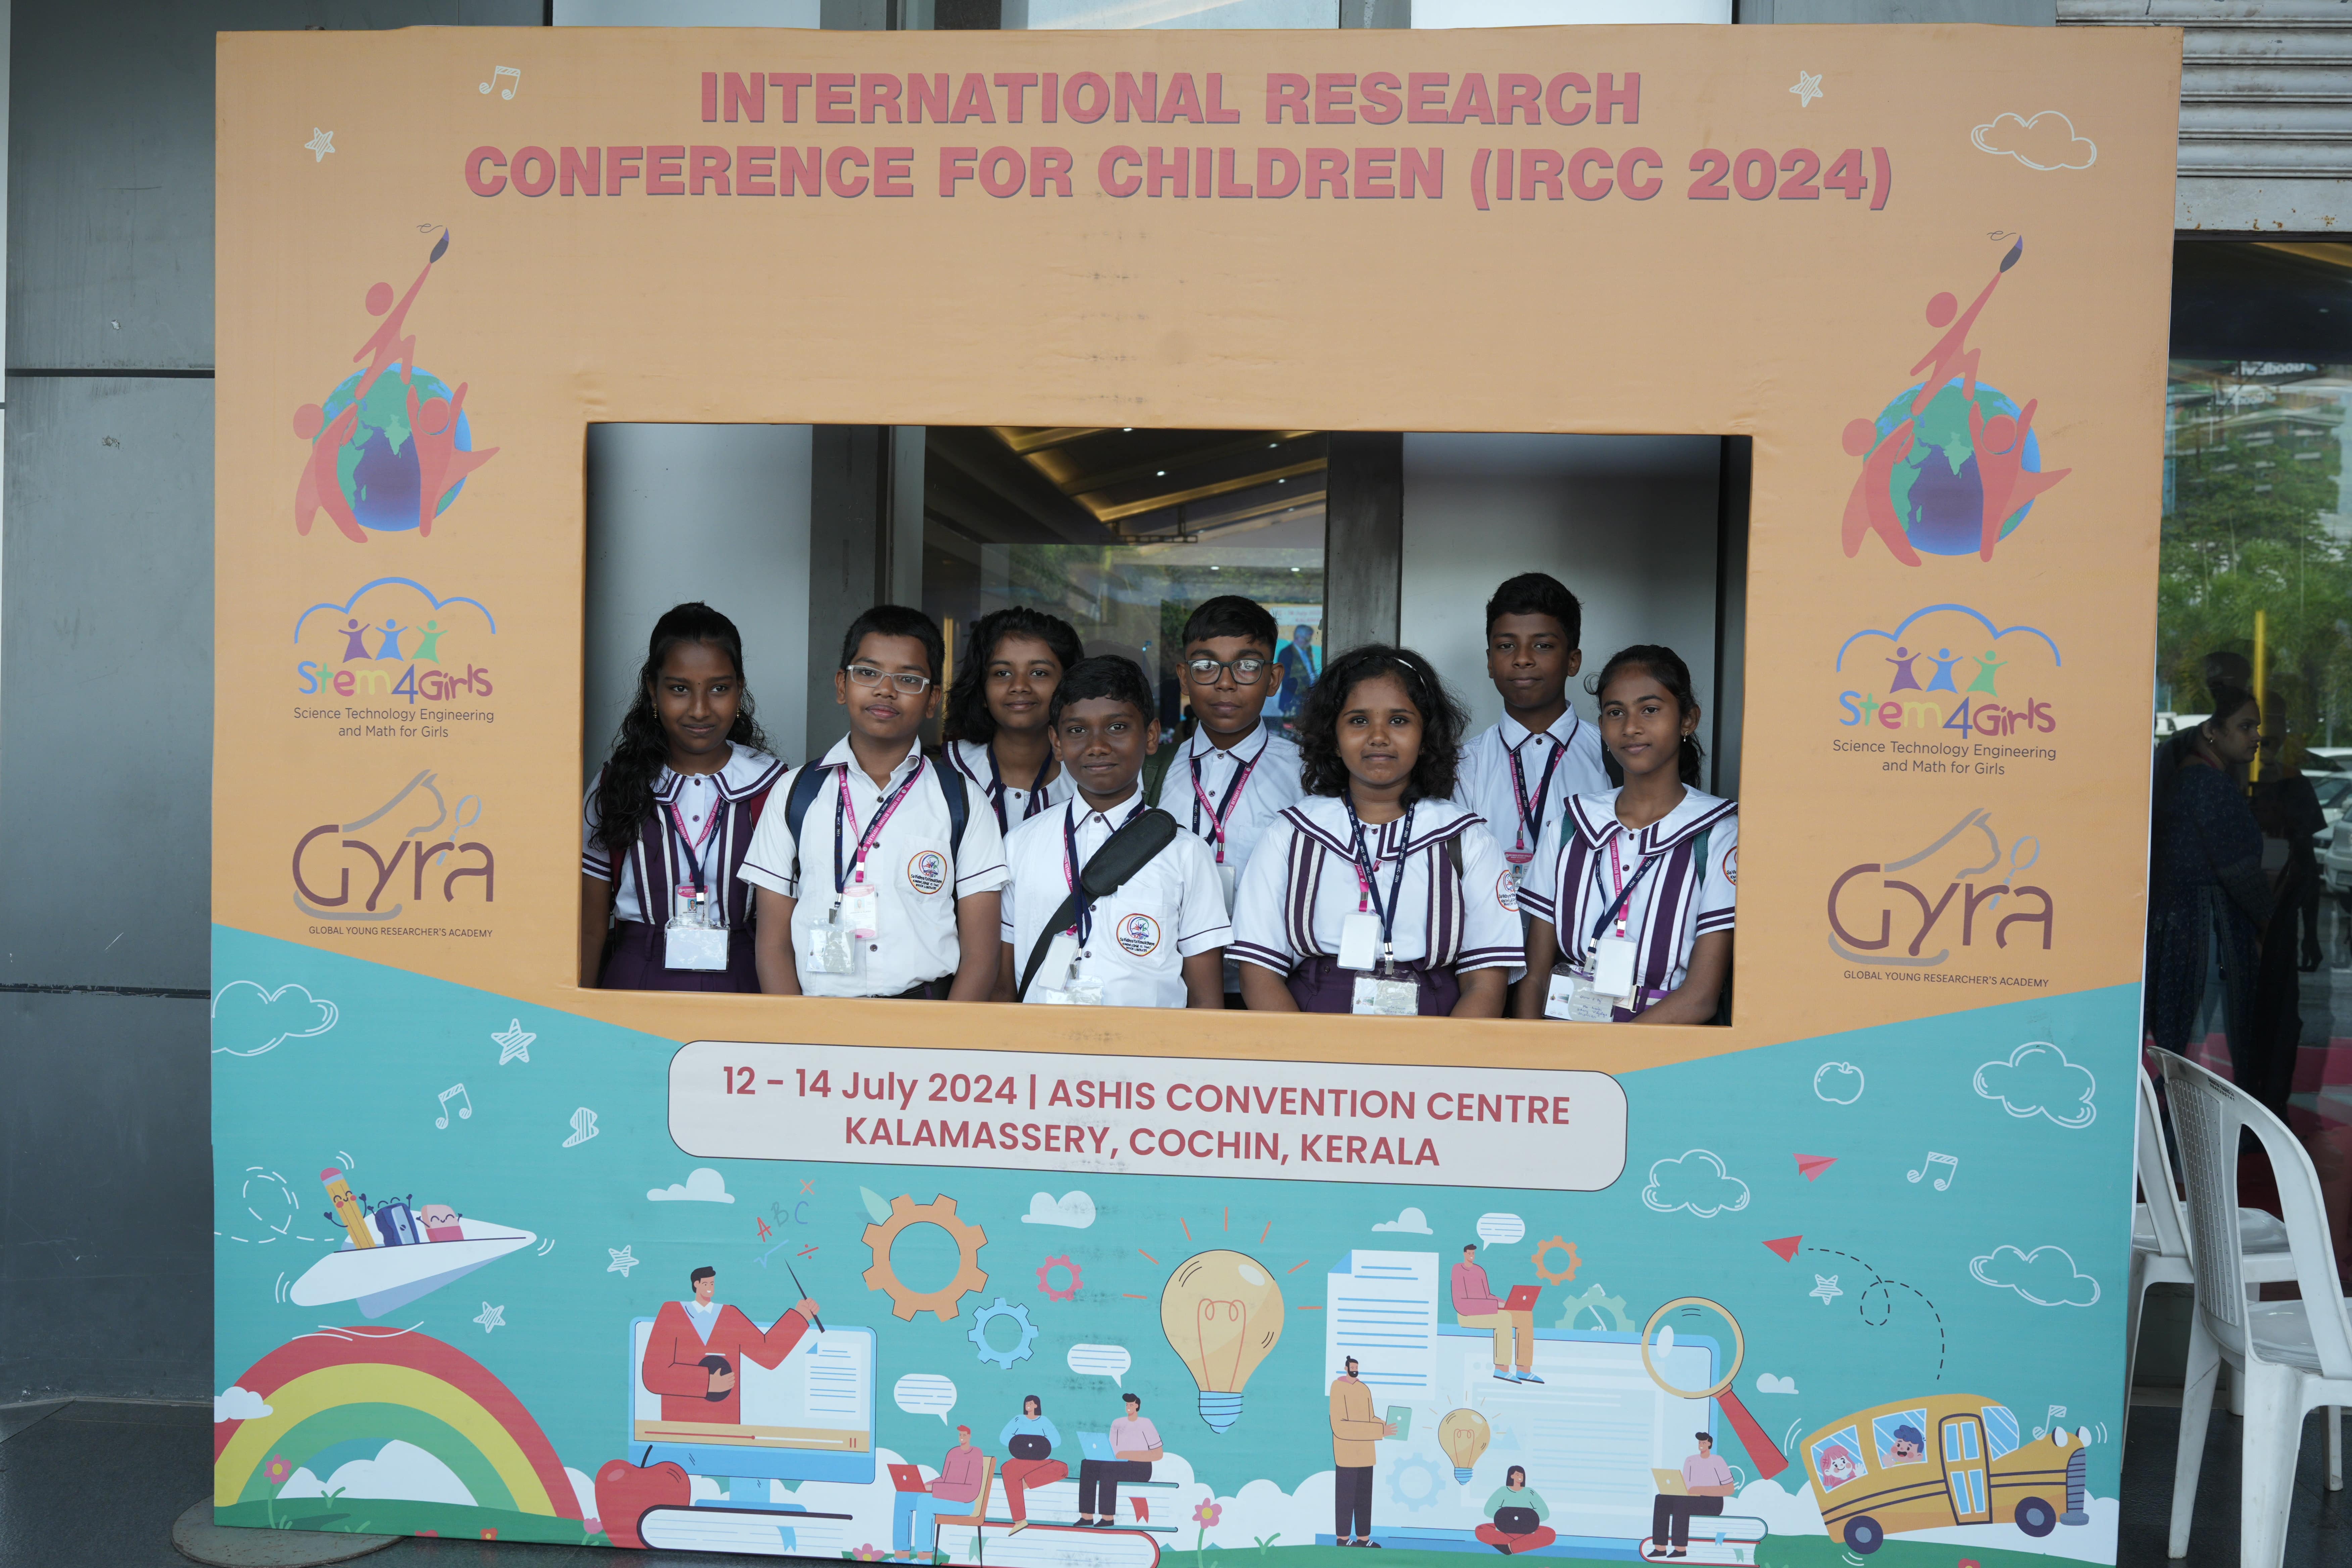 INTERNATIONAL RESEARCH
CONFERENCE FOR CHILDREN (IRCC 2024)
Stem4Girls
Science Technology Engineering
and Math for Girls
Gyra
GLOBAL YOUNG RESEARCHER'S ACADEMY
Stem4Girls
Science Technology Engineering
and Math for Girls
Gyra
GLOBAL YOUNG RESEARCHER'S ACADEMY
12 - 14 July 2024 | ASHIS CONVENTION CENTRE
KALAMASSERY, COCHIN, KERALA
A B C